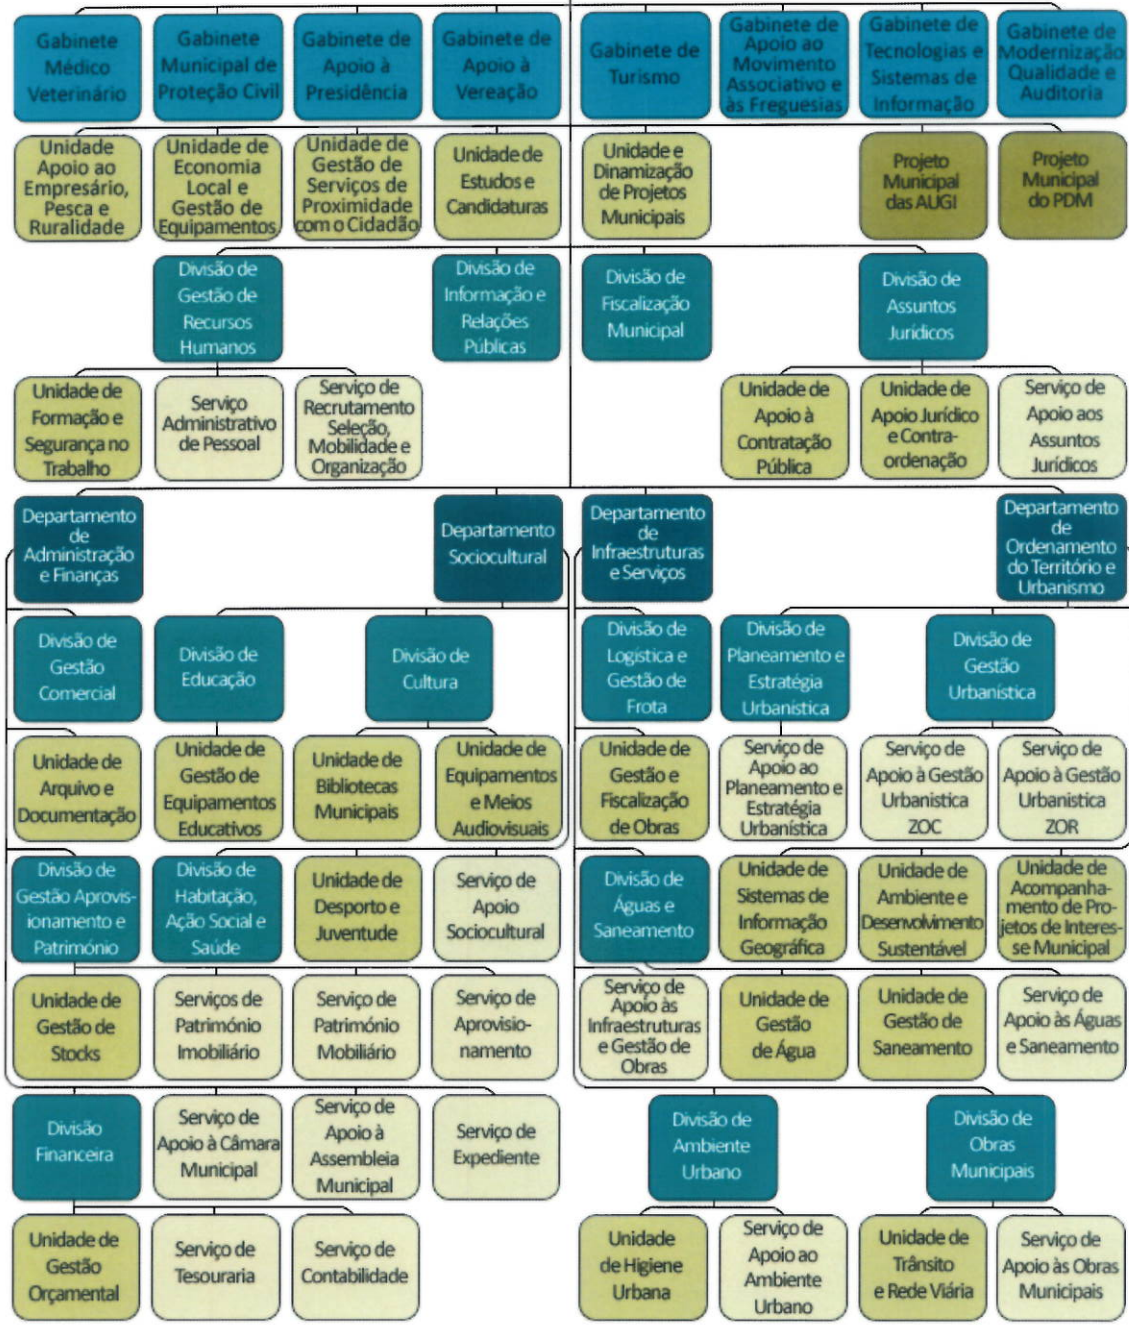 Gabinete
Médico
Veterinário
Gabinete
Municipal de
Proteção Civil
Gabinete de
Apoio à
Presidência
Gabinete de
Apoio à
Vereação
Gabinete de
Turismo
Gabinete de
Apoio ao
Movimento
Associativo e
às Freguesias
Gabinete de
Tecnologias e
Sistemas de
Informação
Gabinete de
Modernização
Qualidade e
Auditoria
Unidade
Apoio ao
Empresário,
Pesca e
Ruralidade
Unidade de
Economia
Local e
Gestão de
Equipamentos
Unidade de
Gestão de
Serviços de
Proximidade
com o Cidadão
Unidade de
Estudos e
Candidaturas
Unidade e
Dinamização
de Projetos
Municipais
Projeto
Municipal
das AUGI
Projeto
Municipal
do PDM
Divisão de
Gestão de
Recursos
Humanos
Divisão de
Informação e
Relações
Públicas
Divisão de
Fiscalização
Municipal
Divisão de
Assuntos
Jurídicos
Unidade de
Formação e
Segurança no
Trabalho
Serviço
Administrativo
de Pessoal
Serviço de
Recrutamento
Seleção,
Mobilidade e
Organização
Unidade de
Apoio à
Contratação
Pública
Unidade de
Apoio Jurídico
e Contra-
ordenação
Serviço de
Apoio aos
Assuntos
Jurídicos
Departamento
de
Administração
e Finanças
Departamento
Sociocultural
Departamento
de
Infraestruturas
e Serviços
Departamento
de
Ordenamento
do Território e
Urbanismo
Divisão de
Gestão
Comercial
Divisão de
Educação
Divisão de
Cultura
Divisão de
Logística e
Gestão de
Frota
Divisão de
Planeamento e
Estratégia
Urbanística
Divisão de
Gestão
Urbanística
Unidade de
Arquivo e
Documentação
Unidade de
Gestão de
Equipamentos
Educativos
Unidade de
Bibliotecas
Municipais
Unidade de
Equipamentos
e Meios
Audiovisuais
Unidade de
Gestão e
Fiscalização
de Obras
Serviço de
Apoio ao
Planeamento e
Estratégia
Urbanística
Serviço de
Apoio à Gestão
Urbanistica
ZOC
Serviço de
Apoio à Gestão
Urbanistica
ZOR
Divisão de
Gestão Aprovis-
ionamento e
Património
Divisão de
Habitação,
Ação Social e
Saúde
Unidade de
Desporto e
Juventude
Serviço de
Apoio
Sociocultural
Divisão de
Águas e
Saneamento
Unidade de
Sistemas de
Informação
Geográfica
Unidade de
Ambiente e
Desenvolvimento
Sustentável
Unidade de
Acompanha-
mento de Pro-
jetos de Interes-
se Municipal
Unidade de
Gestão de
Stocks
Serviços de
Património
Imobiliário
Serviço de
Património
Mobiliário
Serviço de
Aprovisio-
namento
Serviço de
Apoio às
Infraestruturas
e Gestão de
Obras
Unidade de
Gestão
de Água
Unidade de
Gestão de
Saneamento
Serviço de
Apoio às Águas
e Saneamento
Divisão
Financeira
Serviço de
Apoio à Câmara
Municipal
Serviço de
Apoio à
Assembleia
Municipal
Serviço de
Expediente
Divisão de
Ambiente
Urbano
Divisão de
Obras
Municipais
Unidade de
Gestão
Orçamental
Serviço de
Tesouraria
Serviço de
Contabilidade
Unidade
de Higiene
Urbana
Serviço de
Apoio ao
Ambiente
Urbano
Unidade de
Trânsito
e Rede Viária
Serviço de
Apoio às Obras
Municipais